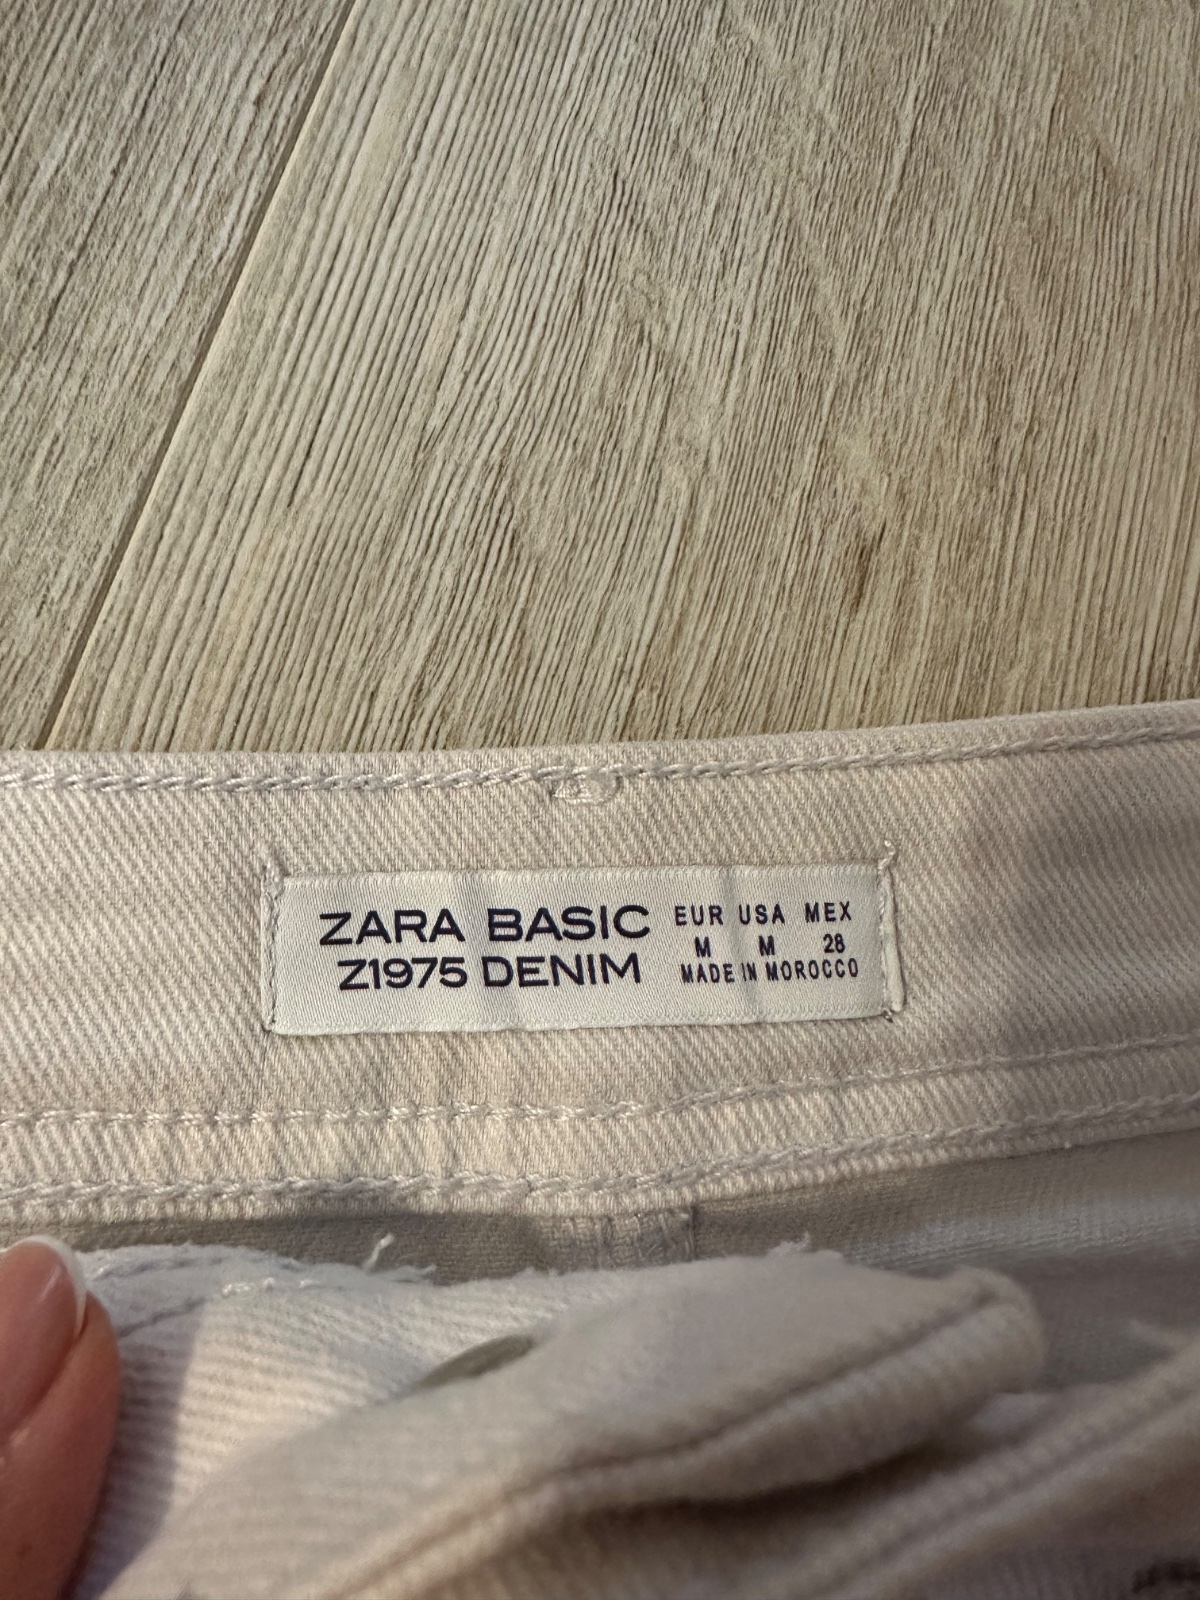 ZARA BASIC
Z1975 DENIM
EUR USA MEX
M M 28
MADE IN MOROCCO